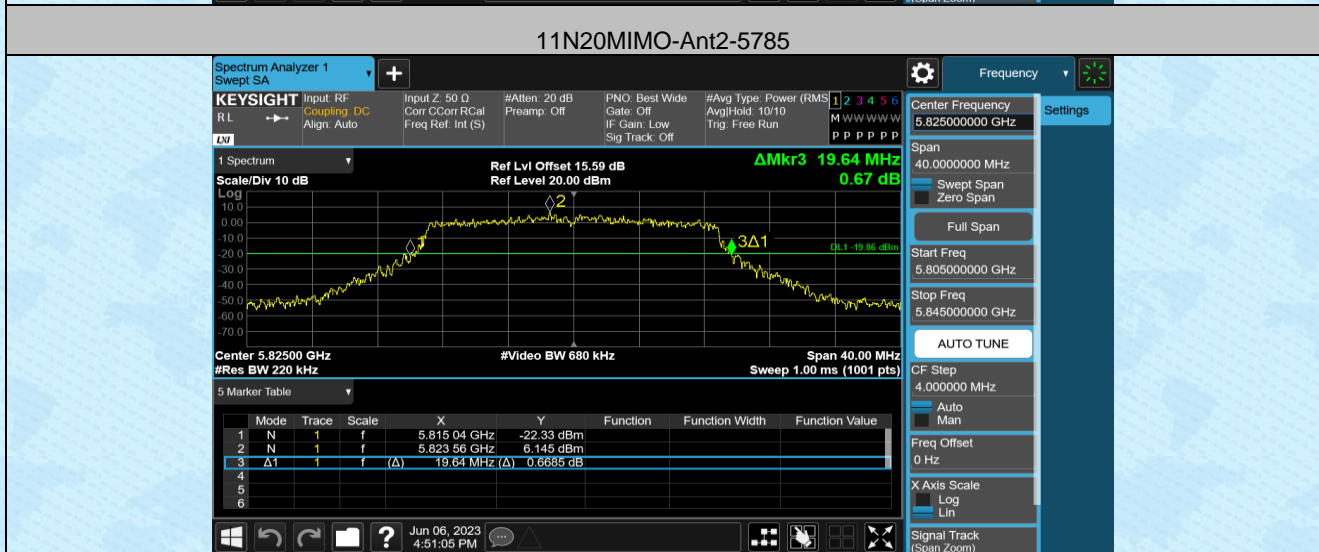 (Span Zoom)
11N20MIMO-Ant2-5785
Spectrum Analyzer 1
Swept SA
+
Frequency
KEYSIGHT
R L
LXI
Input: RF
Coupling: DC
Align: Auto
Input Z: 50 Ω
Corr CCorr RCal
Freq Ref: Int (S)
#Atten: 20 dB
Preamp: Off
PNO: Best Wide
Gate: Off
IF Gain: Low
Sig Track: Off
#Avg Type: Power (RMS
Avg|Hold: 10/10
Trig: Free Run
1 2 3 4 5 6
M W W W W W
P P P P P P
Center Frequency
5.825000000 GHz
Settings
1 Spectrum
Scale/Div 10 dB
Ref Lvl Offset 15.59 dB
Ref Level 20.00 dBm
ΔMkr3 19.64 MHz
0.67 dB
Log
10.0
0.00
-10.0
-20.0
-30.0
-40.0
-50.0
-60.0
-70.0
2
3Δ1
DL1 -19.86 dBm
Center 5.82500 GHz
#Res BW 220 kHz
#Video BW 680 kHz
Span 40.00 MHz
Sweep 1.00 ms (1001 pts)
Span
40.0000000 MHz
Swept Span
Zero Span
Full Span
Start Freq
5.805000000 GHz
Stop Freq
5.845000000 GHz
AUTO TUNE
CF Step
4.000000 MHz
Auto
Man
Freq Offset
0 Hz
X Axis Scale
Log
Lin
Signal Track
(Span Zoom)
5 Marker Table
Mode Trace Scale X Y Function Function Width Function Value
1 N 1 f 5.815 04 GHz -22.33 dBm
2 N 1 f 5.823 56 GHz 6.145 dBm
3 Δ1 1 f (Δ) 19.64 MHz (Δ) 0.6685 dB
4
5
6
?
Jun 06, 2023
4:51:05 PM